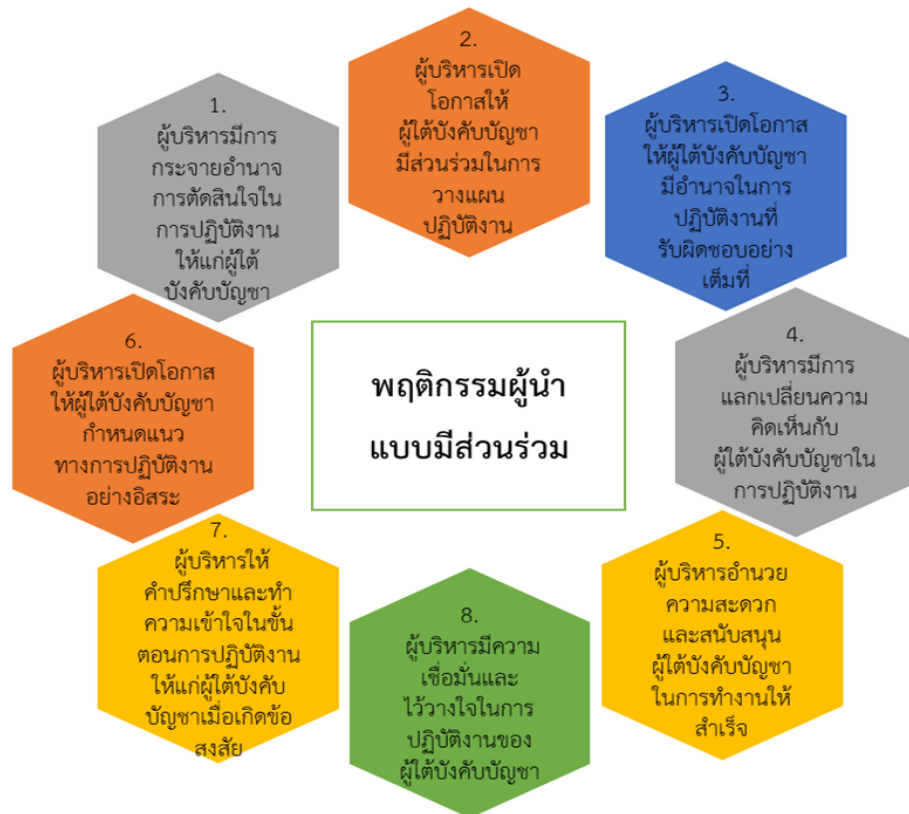 1.
ผู้บริหารมีการ
กระจายอำนาจ
การตัดสินใจใน
การปฏิบัติงาน
ให้แก่ผู้ใต้
บังคับบัญชา
2.
ผู้บริหารเปิด
โอกาสให้
ผู้ใต้บังคับบัญชา
มีส่วนร่วมในการ
วางแผน
ปฏิบัติงาน
3.
ผู้บริหารเปิดโอกาส
ให้ผู้ใต้บังคับบัญชา
มีอำนาจในการ
ปฏิบัติงานที่
รับผิดชอบอย่าง
เต็มที่
4.
ผู้บริหารมีการ
แลกเปลี่ยนความ
คิดเห็นกับ
ผู้ใต้บังคับบัญชาใน
การปฏิบัติงาน
5.
ผู้บริหารอำนวย
ความสะดวก
และสนับสนุน
ผู้ใต้บังคับบัญชา
ในการทำงานให้
สำเร็จ
6.
ผู้บริหารเปิดโอกาส
ให้ผู้ใต้บังคับบัญชา
กำหนดแนว
ทางการปฏิบัติงาน
อย่างอิสระ
7.
ผู้บริหารให้
คำปรึกษาและทำ
ความเข้าใจในขั้น
ตอนการปฏิบัติงาน
ให้แก่ผู้ใต้บังคับ
บัญชาเมื่อเกิดข้อ
สงสัย
8.
ผู้บริหารมีความ
เชื่อมั่นและ
ไว้วางใจในการ
ปฏิบัติงานของ
ผู้ใต้บังคับบัญชา
พฤติกรรมผู้นำ
แบบมีส่วนร่วม